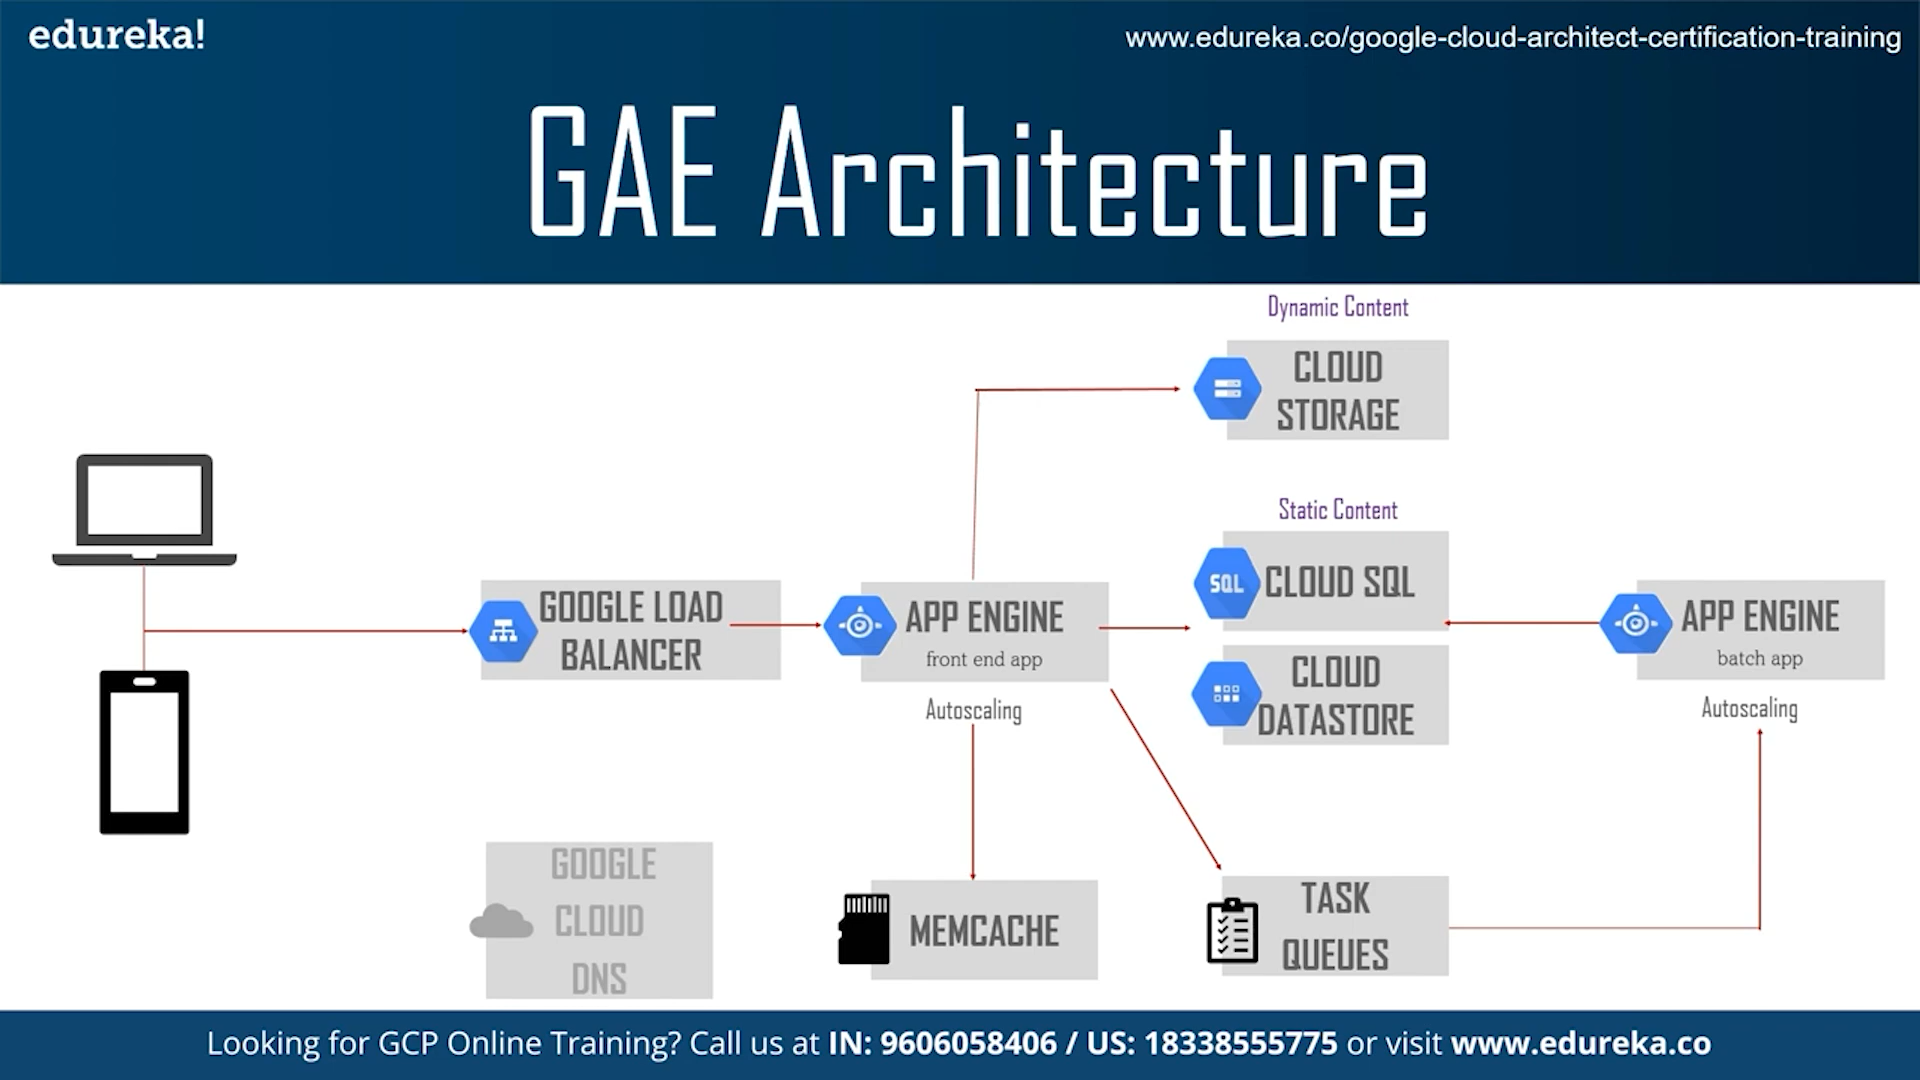 edureka!
www.edureka.co/google-cloud-architect-certification-training
GAE Architecture
Dynamic Content
CLOUD
STORAGE
Static Content
SQL
CLOUD SQL
CLOUD
DATASTORE
GOOGLE LOAD
BALANCER
APP ENGINE
front end app
Autoscaling
APP ENGINE
batch app
Autoscaling
GOOGLE
CLOUD
DNS
MEMCACHE
TASK
QUEUES
Looking for GCP Online Training? Call us at IN: 9606058406 / US: 18338555775 or visit www.edureka.co